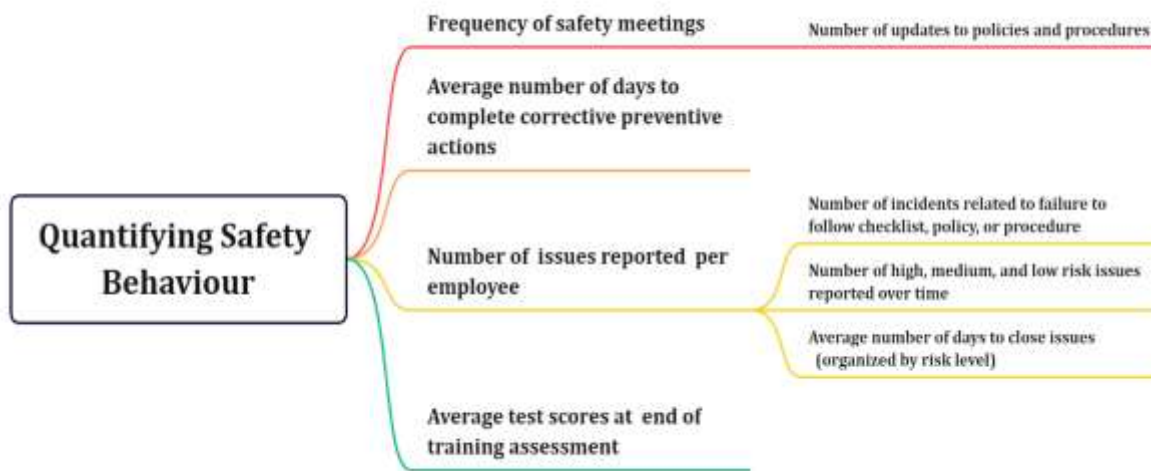 Quantifying Safety
Behaviour
Frequency of safety meetings
Number of updates to policies and procedures
Average number of days to
complete corrective preventive
actions
Number of issues reported per
employee
Number of incidents related to failure to
follow checklist, policy, or procedure
Number of high, medium, and low risk issues
reported over time
Average number of days to close issues
(organized by risk level)
Average test scores at end of
training assessment